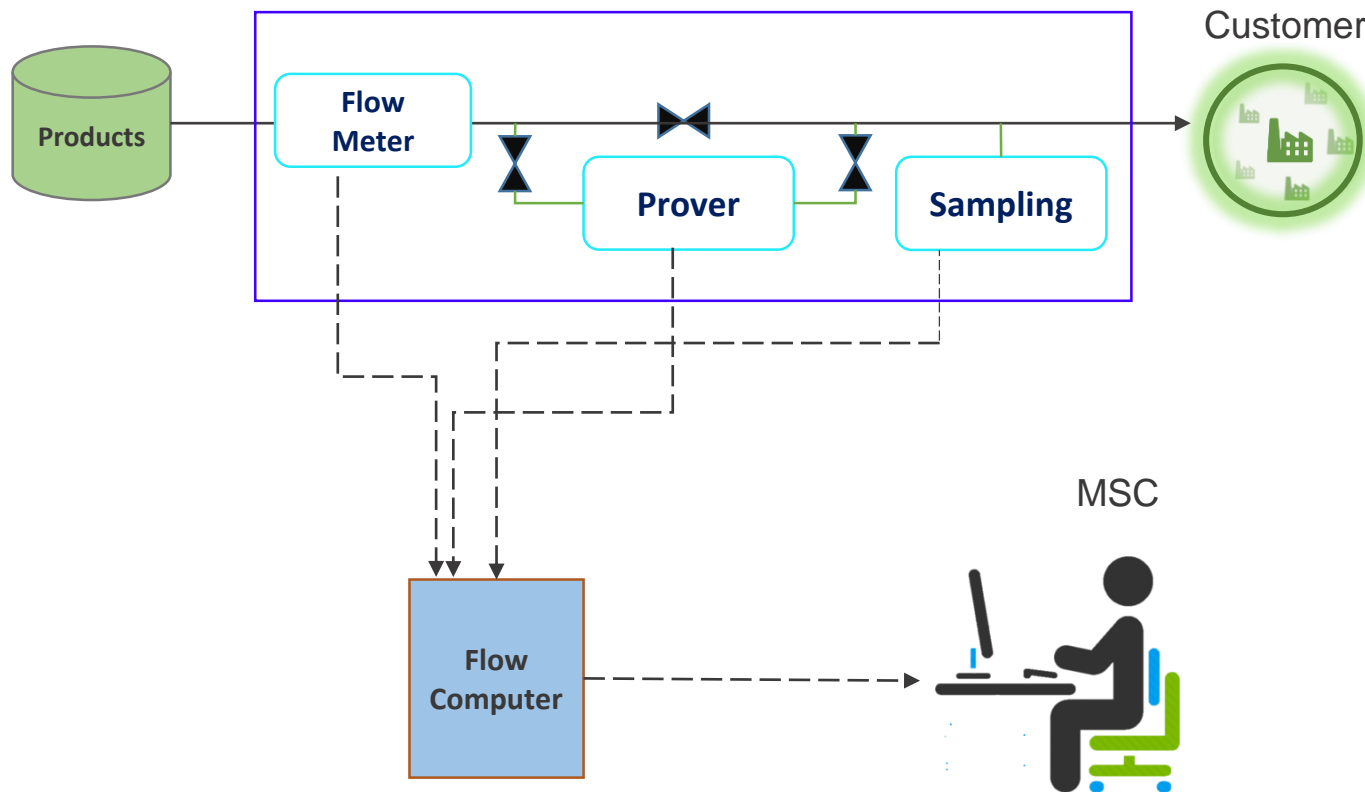 Customer
Products
Flow
Meter
Prover
Sampling
MSC
Flow
Computer